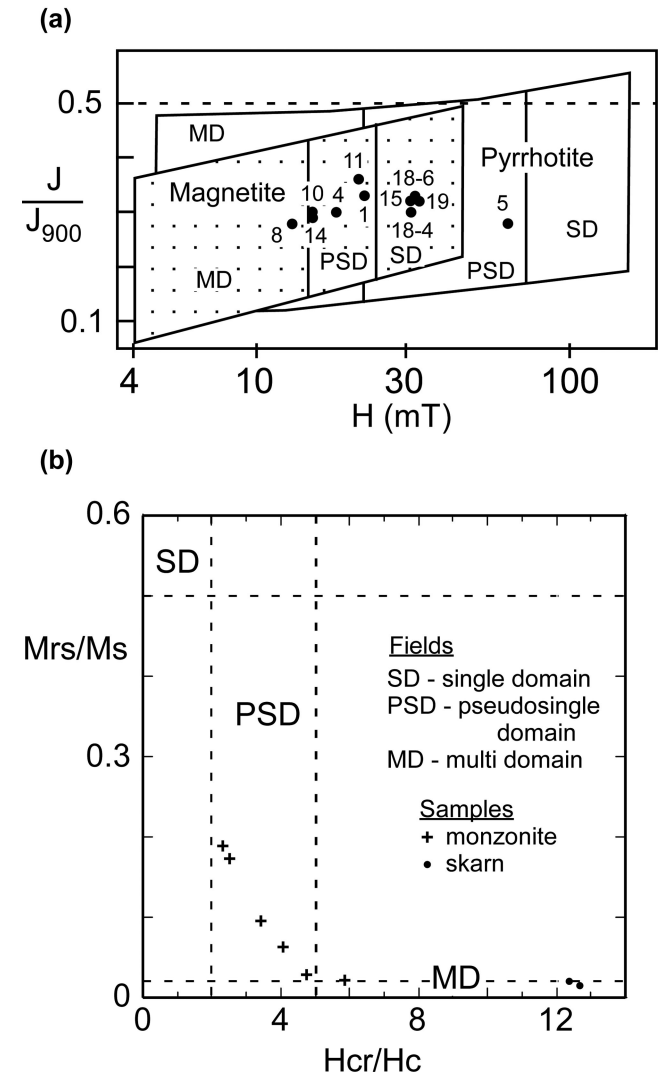 (a)
0.5
MD
J
J900
Magnetite
Pyrrhotite
11
18-6
10
4
15
19
5
8
14
1
18-4
PSD
SD
SD
MD
PSD
0.1
4
10
30
100
H (mT)
(b)
0.6
SD
Mrs/Ms
Fields
SD - single domain
PSD
PSD - pseudosingle
domain
0.3
MD - multi domain
Samples
+ monzonite
• skarn
MD
0
0
4
8
12
Hcr/Hc